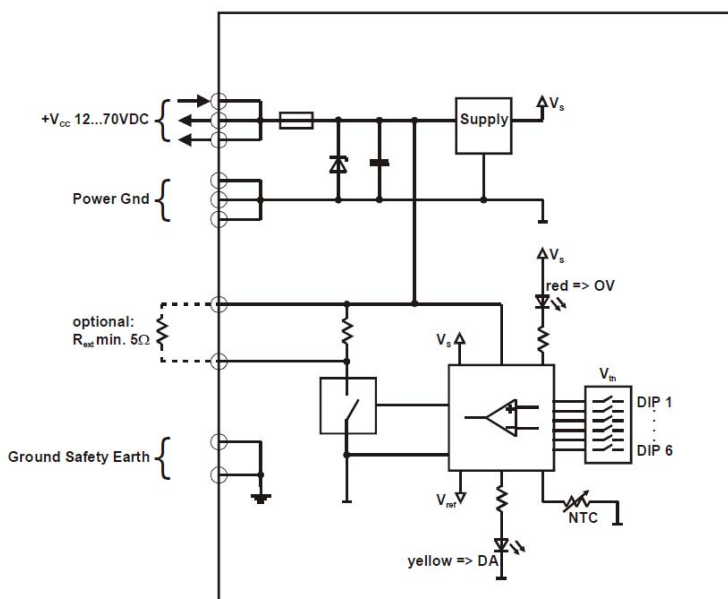 +Vcc 12...70VDC
Supply
Vs
Power Gnd
Vs
red => OV
optional:
Rext min. 5Ω
Vs
Vth
DIP 1
DIP 6
Ground Safety Earth
Vref
NTC
yellow => DA